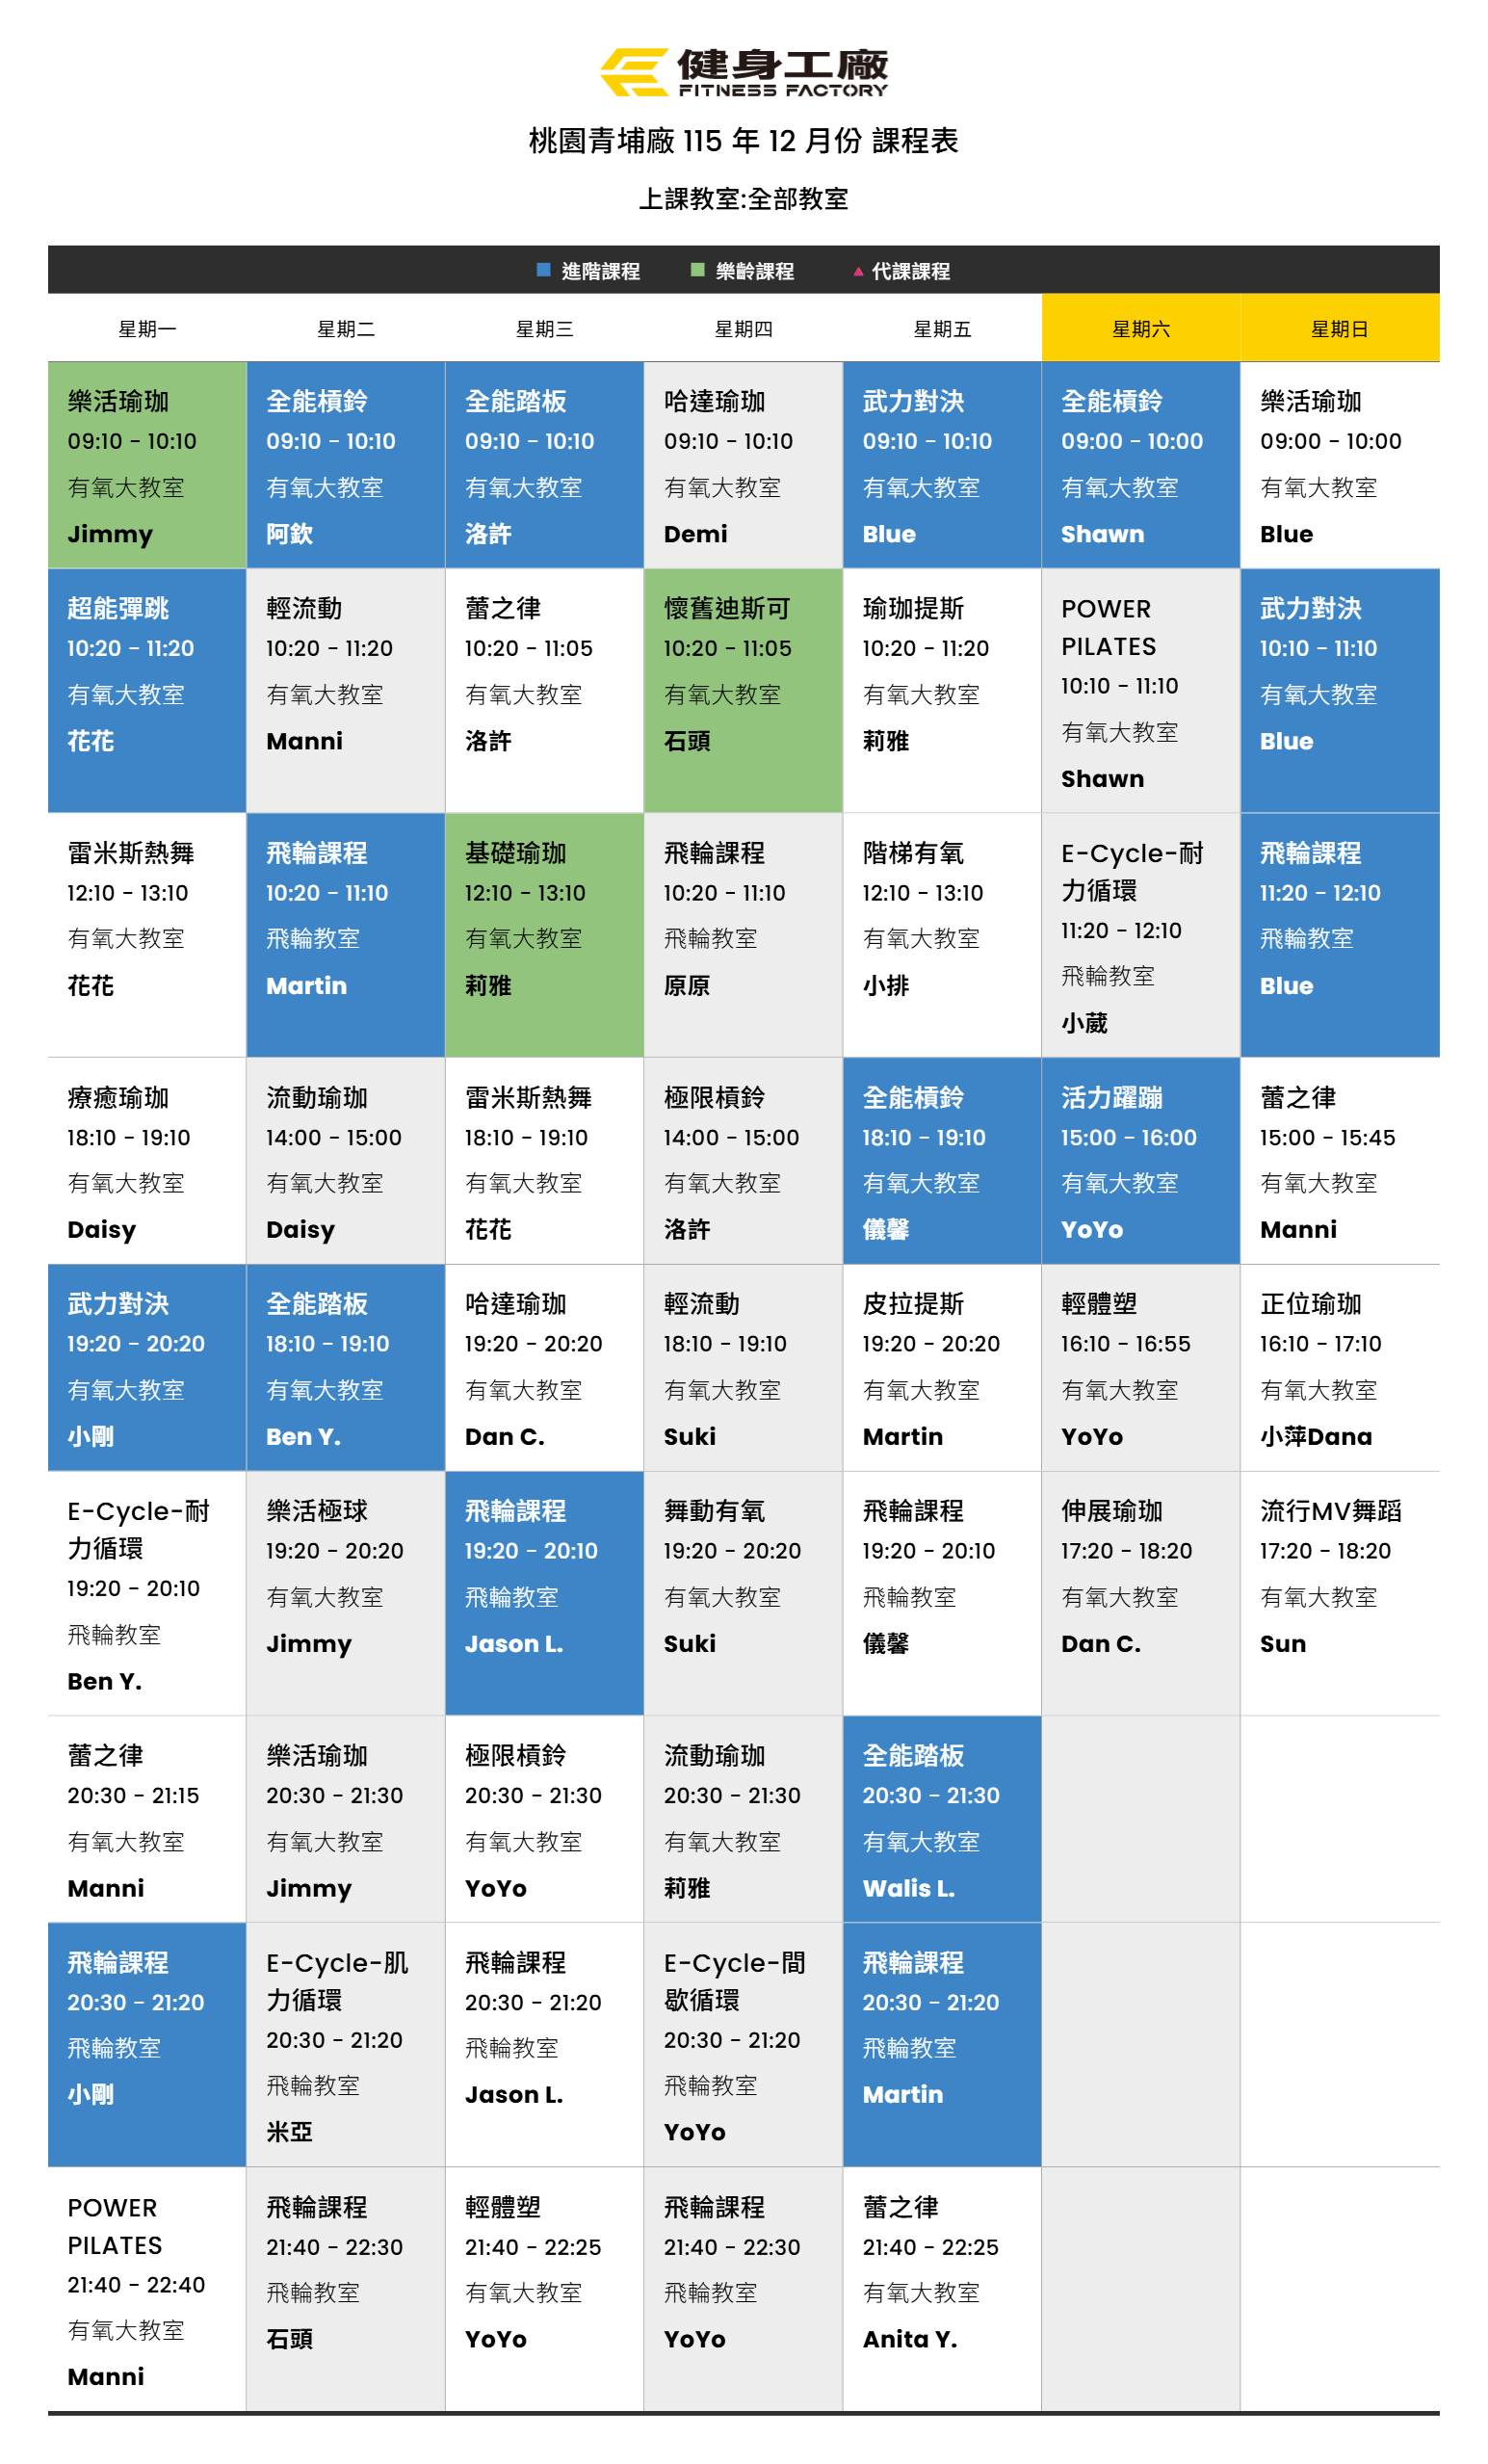 健身工廠
FITNESS FACTORY
桃園青埔廠 115 年 12 月份 課程表
上課教室:全部教室
進階課程 樂齡課程 代課課程
星期一 星期二 星期三 星期四 星期五 星期六 星期日
樂活瑜珈
09:10 - 10:10
有氧大教室
Jimmy
全能槓鈴
09:10 - 10:10
有氧大教室
阿欽
全能踏板
09:10 - 10:10
有氧大教室
洛許
哈達瑜珈
09:10 - 10:10
有氧大教室
Demi
武力對決
09:10 - 10:10
有氧大教室
Blue
全能槓鈴
09:00 - 10:00
有氧大教室
Shawn
樂活瑜珈
09:00 - 10:00
有氧大教室
Blue
超能彈跳
10:20 - 11:20
有氧大教室
花花
輕流動
10:20 - 11:20
有氧大教室
Manni
蕾之律
10:20 - 11:05
有氧大教室
洛許
懷舊迪斯可
10:20 - 11:05
有氧大教室
石頭
瑜珈提斯
10:20 - 11:20
有氧大教室
莉雅
POWER
PILATES
10:10 - 11:10
有氧大教室
Shawn
武力對決
10:10 - 11:10
有氧大教室
Blue
雷米斯熱舞
12:10 - 13:10
有氧大教室
花花
飛輪課程
10:20 - 11:10
飛輪教室
Martin
基礎瑜珈
12:10 - 13:10
有氧大教室
莉雅
飛輪課程
10:20 - 11:10
飛輪教室
原原
階梯有氧
12:10 - 13:10
有氧大教室
小排
E-Cycle-耐
力循環
11:20 - 12:10
飛輪教室
小葳
飛輪課程
11:20 - 12:10
飛輪教室
Blue
療癒瑜珈
18:10 - 19:10
有氧大教室
Daisy
流動瑜珈
14:00 - 15:00
有氧大教室
Daisy
雷米斯熱舞
18:10 - 19:10
有氧大教室
花花
極限槓鈴
14:00 - 15:00
有氧大教室
洛許
全能槓鈴
18:10 - 19:10
有氧大教室
儀馨
活力躍蹦
15:00 - 16:00
有氧大教室
YoYo
蕾之律
15:00 - 15:45
有氧大教室
Manni
武力對決
19:20 - 20:20
有氧大教室
小剛
全能踏板
18:10 - 19:10
有氧大教室
Ben Y.
哈達瑜珈
19:20 - 20:20
有氧大教室
Dan C.
輕流動
18:10 - 19:10
有氧大教室
Suki
皮拉提斯
19:20 - 20:20
有氧大教室
Martin
輕體塑
16:10 - 16:55
有氧大教室
YoYo
正位瑜珈
16:10 - 17:10
有氧大教室
小萍Dana
E-Cycle-耐
力循環
19:20 - 20:10
飛輪教室
Ben Y.
樂活極球
19:20 - 20:20
有氧大教室
Jimmy
飛輪課程
19:20 - 20:10
飛輪教室
Jason L.
舞動有氧
19:20 - 20:20
有氧大教室
Suki
飛輪課程
19:20 - 20:10
飛輪教室
儀馨
伸展瑜珈
17:20 - 18:20
有氧大教室
Dan C.
流行MV舞蹈
17:20 - 18:20
有氧大教室
Sun
蕾之律
20:30 - 21:15
有氧大教室
Manni
樂活瑜珈
20:30 - 21:30
有氧大教室
Jimmy
極限槓鈴
20:30 - 21:30
有氧大教室
YoYo
流動瑜珈
20:30 - 21:30
有氧大教室
莉雅
全能踏板
20:30 - 21:30
有氧大教室
Walis L.
飛輪課程
20:30 - 21:20
飛輪教室
小剛
E-Cycle-肌
力循環
20:30 - 21:20
飛輪教室
米亞
飛輪課程
20:30 - 21:20
飛輪教室
Jason L.
E-Cycle-間
歇循環
20:30 - 21:20
飛輪教室
YoYo
飛輪課程
20:30 - 21:20
飛輪教室
Martin
POWER
PILATES
21:40 - 22:40
有氧大教室
Manni
飛輪課程
21:40 - 22:30
飛輪教室
石頭
輕體塑
21:40 - 22:25
有氧大教室
YoYo
飛輪課程
21:40 - 22:30
飛輪教室
YoYo
蕾之律
21:40 - 22:25
有氧大教室
Anita Y.